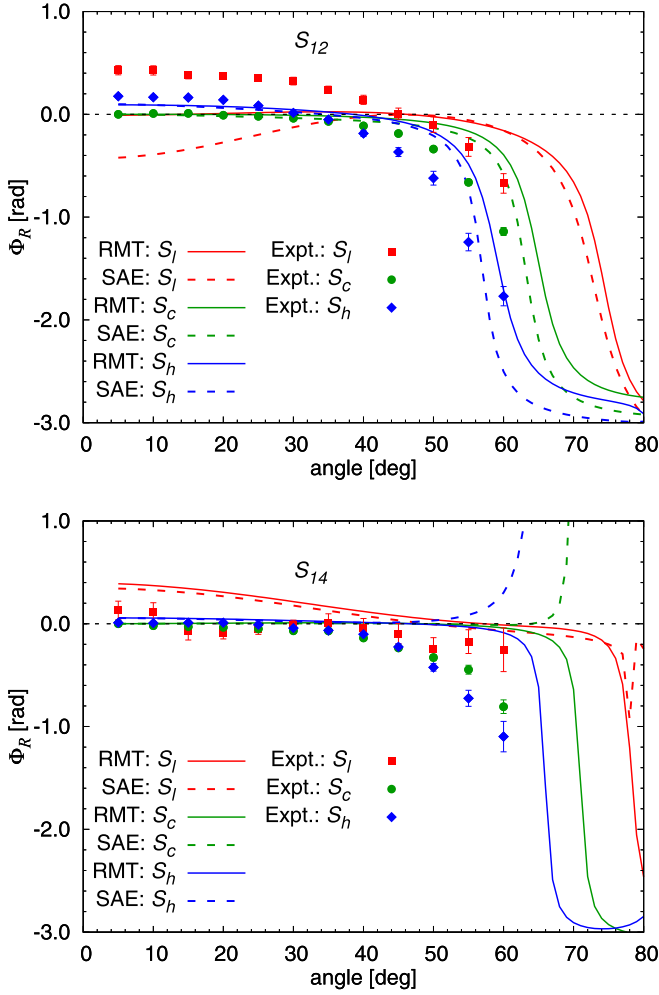 S12
1.0
0.0
-1.0
-2.0
-3.0
ΦR [rad]
RMT: Sl Expt.: Sl
SAE: Sl Expt.: Sc
RMT: Sc Expt.: Sh
SAE: Sc
RMT: Sh
SAE: Sh
0 10 20 30 40 50 60 70 80
angle [deg]
S14
1.0
0.0
-1.0
-2.0
-3.0
ΦR [rad]
RMT: Sl Expt.: Sl
SAE: Sl Expt.: Sc
RMT: Sc Expt.: Sh
SAE: Sc
RMT: Sh
SAE: Sh
0 10 20 30 40 50 60 70 80
angle [deg]